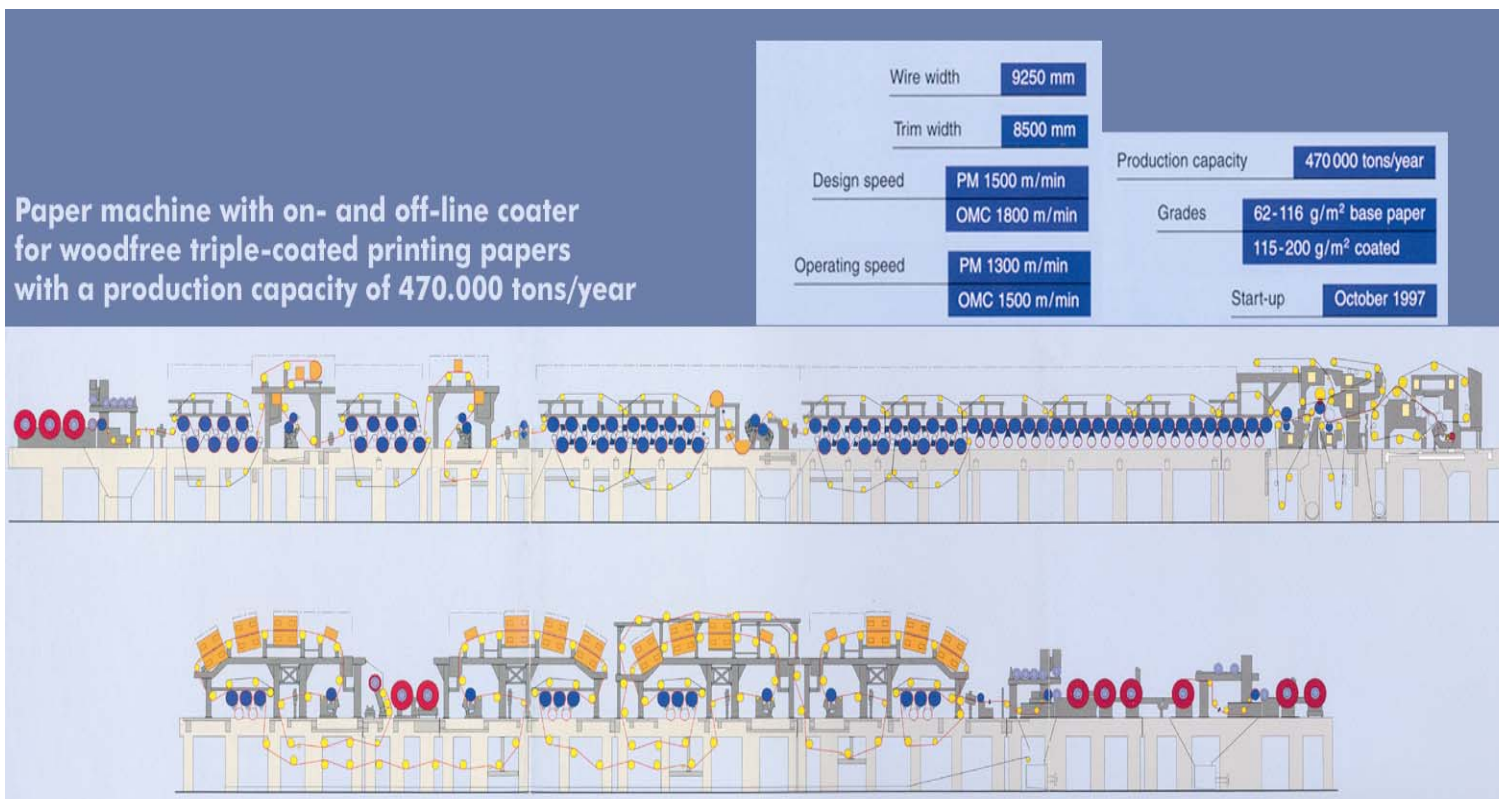 Paper machine with on- and off-line coater
for woodfree triple-coated printing papers
with a production capacity of 470.000 tons/year
Wire width 9250 mm
Trim width 8500 mm
Design speed PM 1500 m/min
OMC 1800 m/min
Operating speed PM 1300 m/min
OMC 1500 m/min
Production capacity 470 000 tons/year
Grades 62-116 g/m² base paper
115-200 g/m² coated
Start-up October 1997